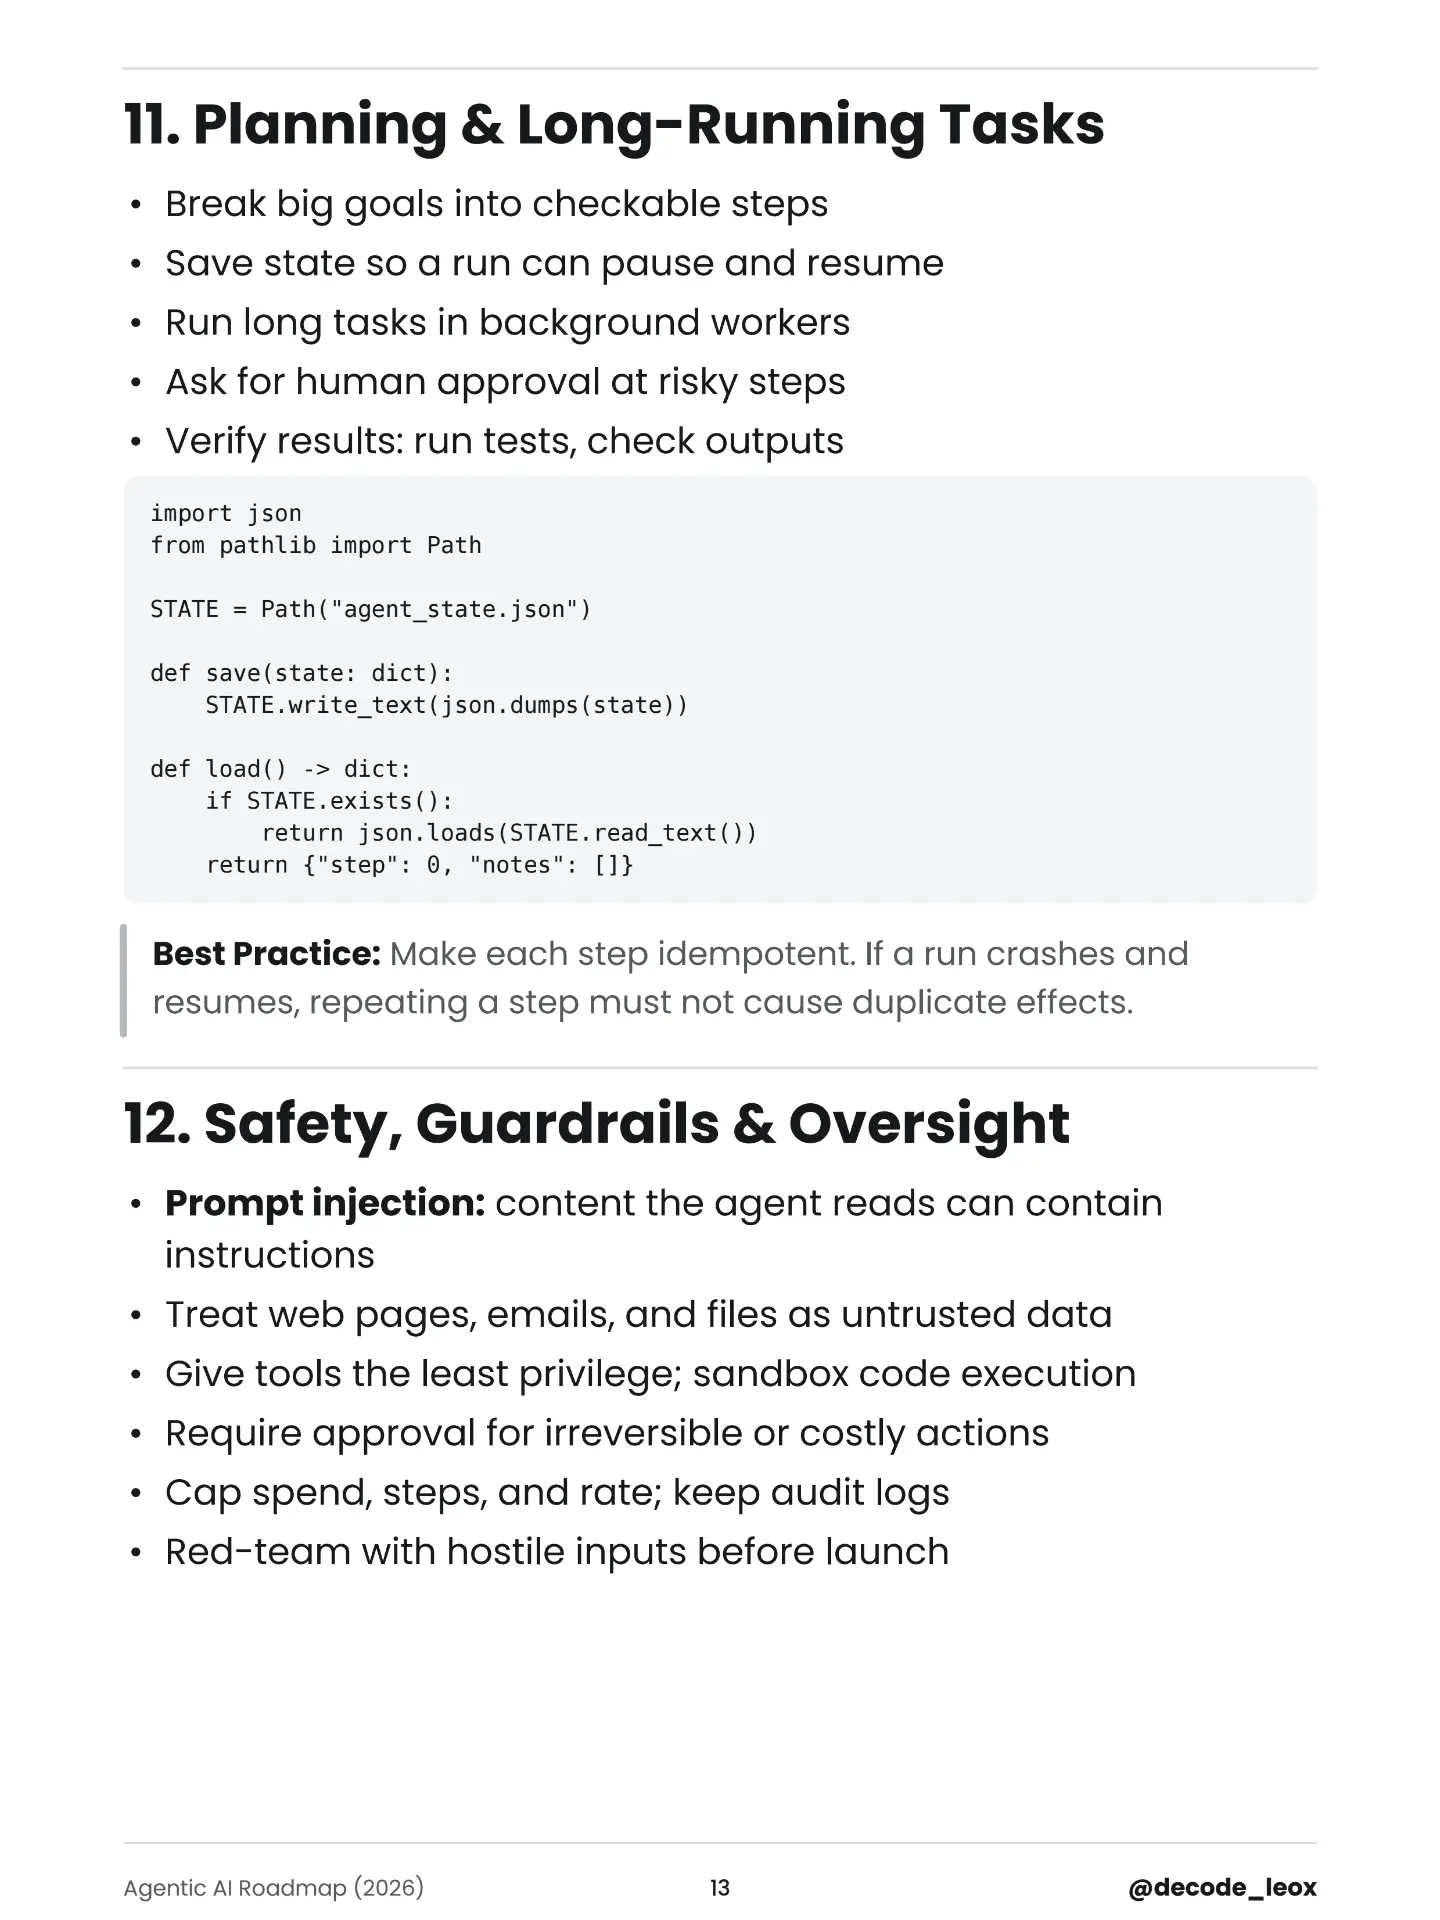 11. Planning & Long-Running Tasks
• Break big goals into checkable steps
• Save state so a run can pause and resume
• Run long tasks in background workers
• Ask for human approval at risky steps
• Verify results: run tests, check outputs
import json
from pathlib import Path

STATE = Path("agent_state.json")

def save(state: dict):
    STATE.write_text(json.dumps(state))

def load() -> dict:
    if STATE.exists():
        return json.loads(STATE.read_text())
    return {"step": 0, "notes": []}
Best Practice: Make each step idempotent. If a run crashes and
resumes, repeating a step must not cause duplicate effects.
12. Safety, Guardrails & Oversight
• Prompt injection: content the agent reads can contain
instructions
• Treat web pages, emails, and files as untrusted data
• Give tools the least privilege; sandbox code execution
• Require approval for irreversible or costly actions
• Cap spend, steps, and rate; keep audit logs
• Red-team with hostile inputs before launch
Agentic AI Roadmap (2026)
13
@decode_leox